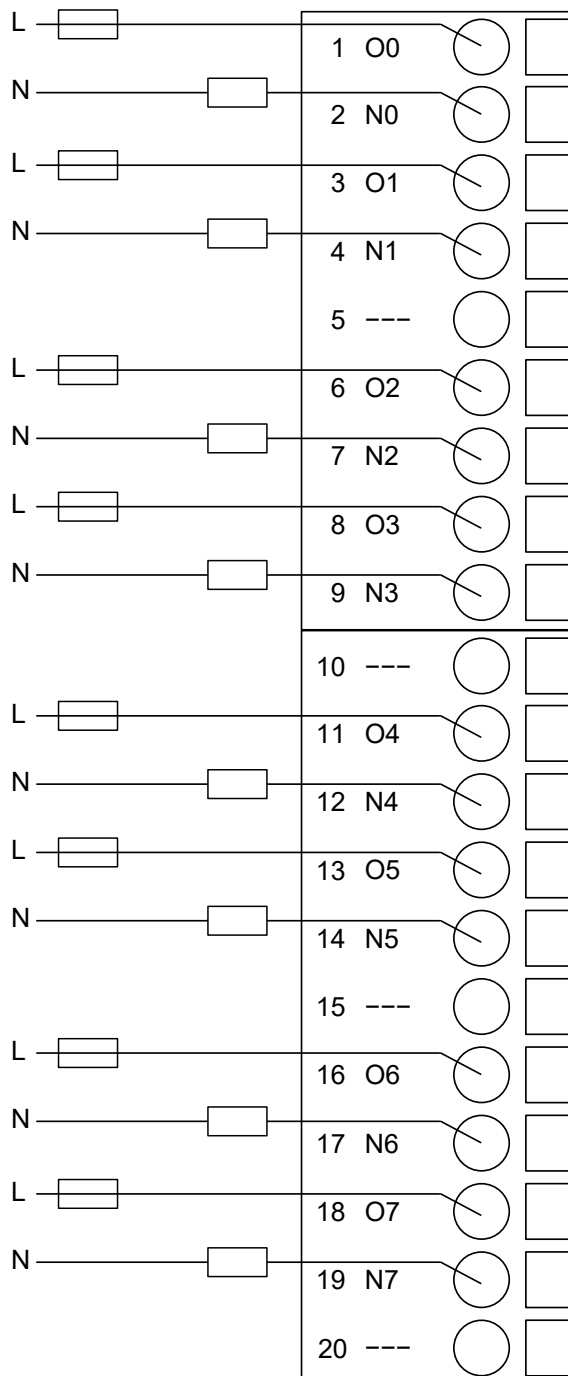 L
1 O0
N
2 N0
L
3 O1
N
4 N1
5 ---
L
6 O2
N
7 N2
L
8 O3
N
9 N3
10 ---
L
11 O4
N
12 N4
L
13 O5
N
14 N5
15 ---
L
16 O6
N
17 N6
L
18 O7
N
19 N7
20 ---